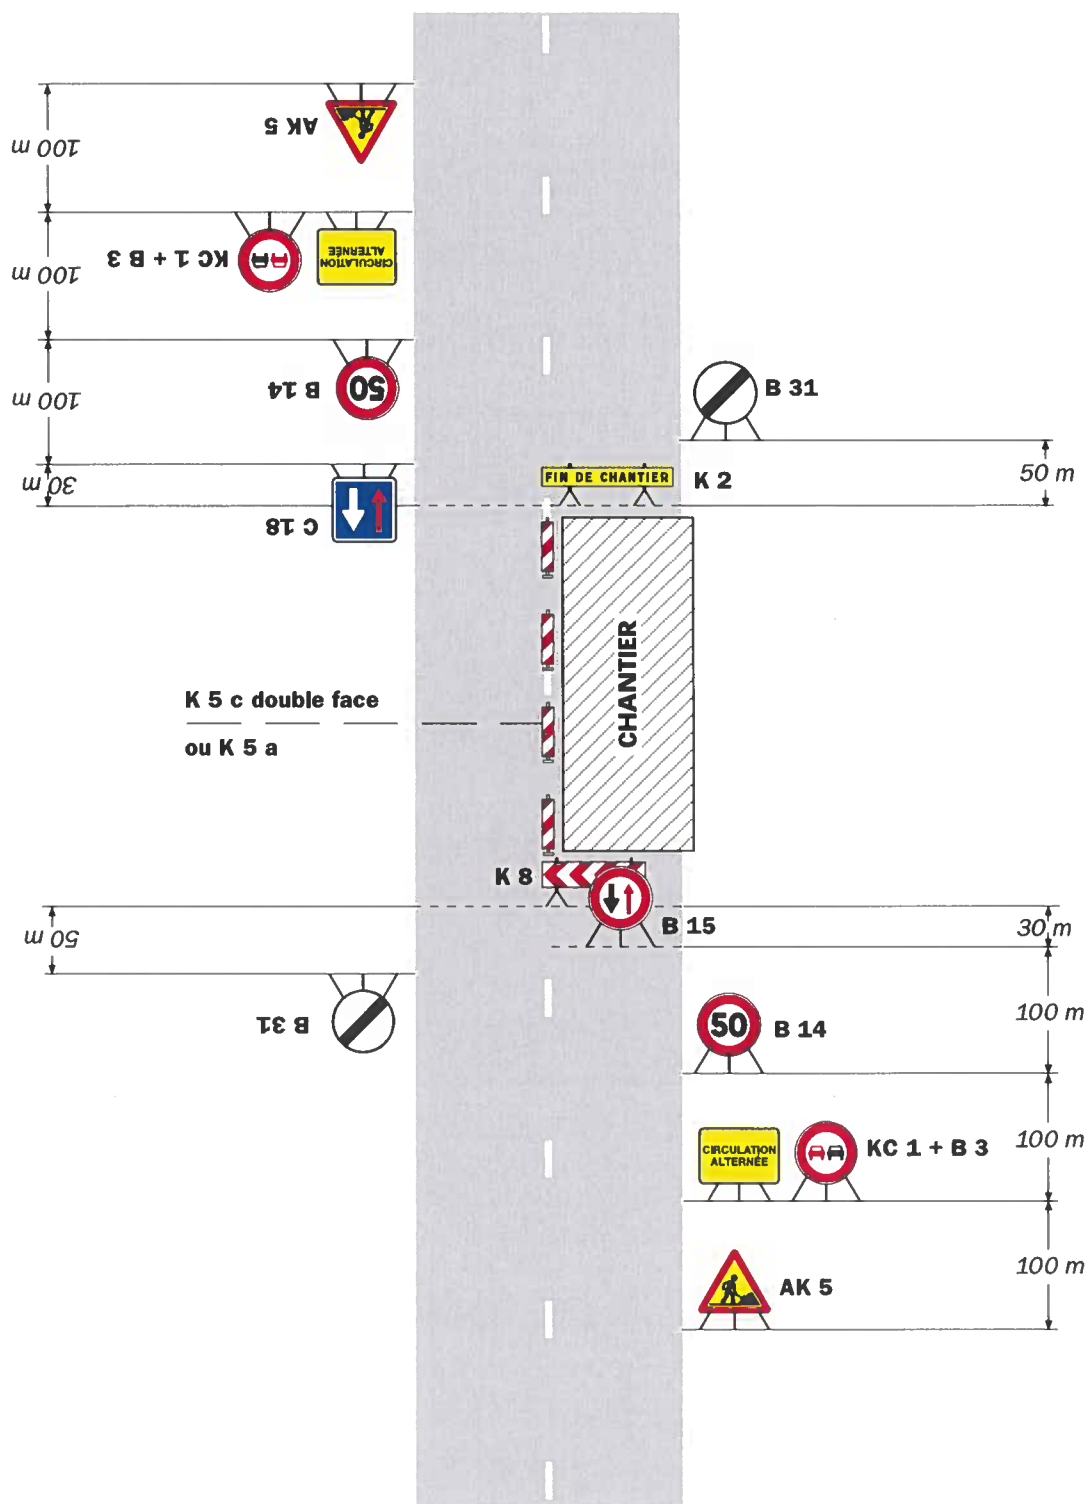 100 m
AK 5
100 m
KC 1 + B 3
CIRCULATION
ALTERNÉE
100 m
B 14
50
B 31
30 m
C 18
FIN DE CHANTIER
K 2
50 m
K 5 c double face
ou K 5 a
CHANTIER
K 8
B 15
30 m
50 m
B 31
50
B 14
100 m
CIRCULATION
ALTERNÉE
KC 1 + B 3
100 m
AK 5
100 m